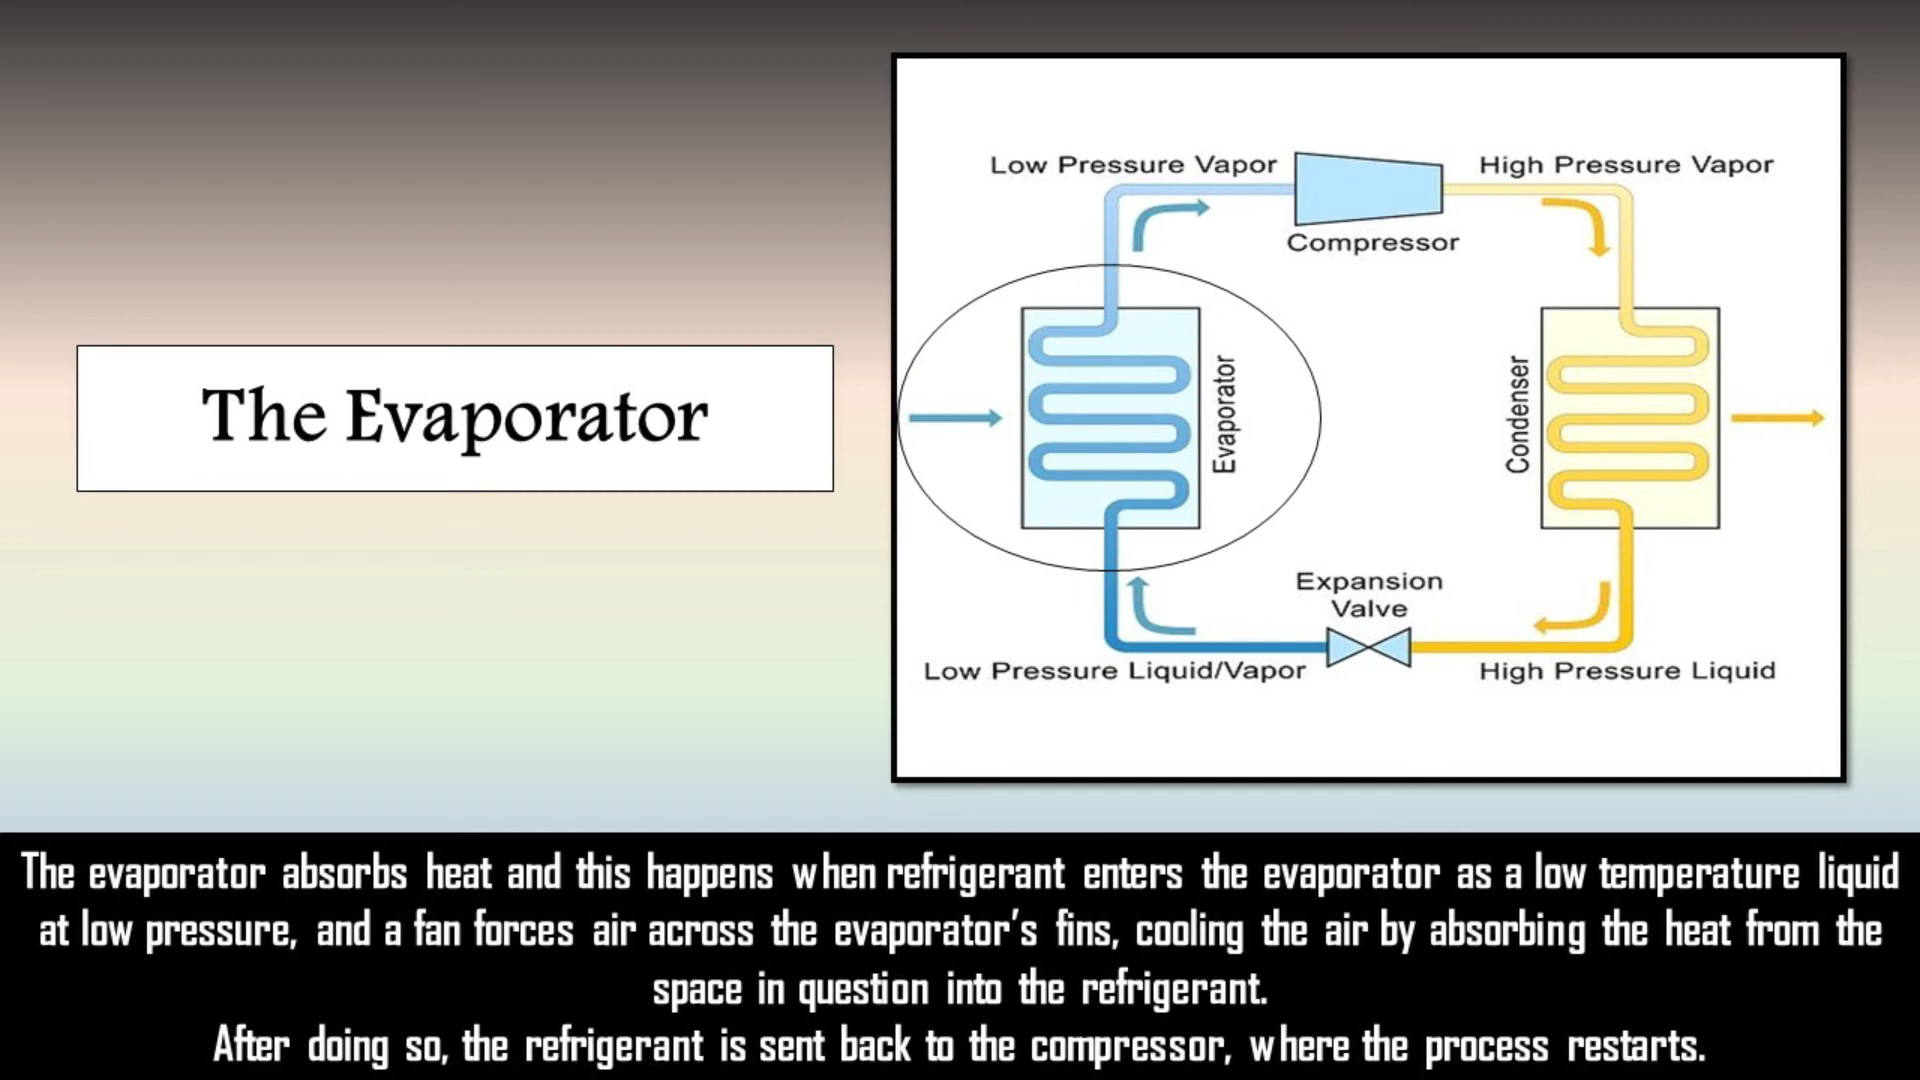 The Evaporator
Low Pressure Vapor
High Pressure Vapor
Compressor
Evaporator
Condenser
Expansion
Valve
Low Pressure Liquid/Vapor
High Pressure Liquid
The evaporator absorbs heat and this happens when refrigerant enters the evaporator as a low temperature liquid
at low pressure, and a fan forces air across the evaporator's fins, cooling the air by absorbing the heat from the
space in question into the refrigerant.
After doing so, the refrigerant is sent back to the compressor, where the process restarts.